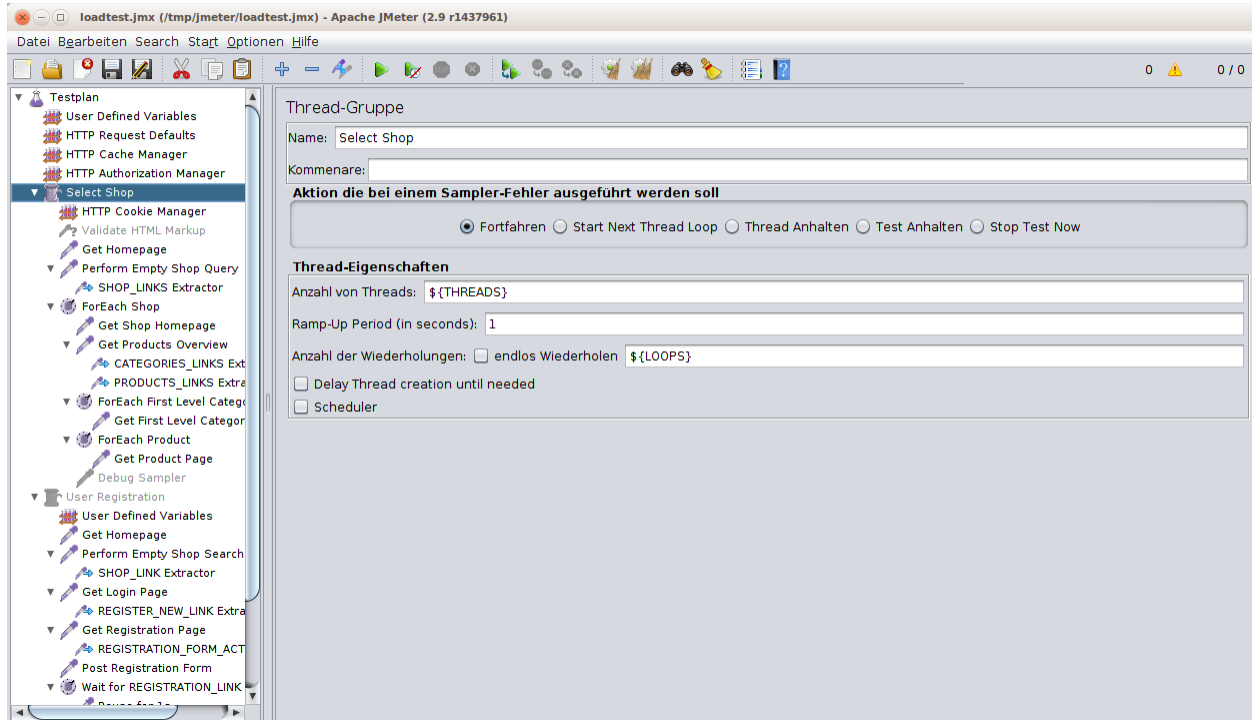 loadtest.jmx (/tmp/jmeter/loadtest.jmx) - Apache JMeter (2.9 r1437961)
Datei Bearbeiten Search Start Optionen Hilfe
0 0 / 0
Testplan
User Defined Variables
HTTP Request Defaults
HTTP Cache Manager
HTTP Authorization Manager
Select Shop
HTTP Cookie Manager
Validate HTML Markup
Get Homepage
Perform Empty Shop Query
SHOP_LINKS Extractor
ForEach Shop
Get Shop Homepage
Get Products Overview
CATEGORIES_LINKS Ext
PRODUCTS_LINKS Extra
ForEach First Level Catego
Get First Level Categor
ForEach Product
Get Product Page
Debug Sampler
User Registration
User Defined Variables
Get Homepage
Perform Empty Shop Search
SHOP_LINK Extractor
Get Login Page
REGISTER_NEW_LINK Extra
Get Registration Page
REGISTRATION_FORM_ACT
Post Registration Form
Wait for REGISTRATION_LINK
Thread-Gruppe
Name: Select Shop
Kommenare:
Aktion die bei einem Sampler-Fehler ausgeführt werden soll
Fortfahren Start Next Thread Loop Thread Anhalten Test Anhalten Stop Test Now
Thread-Eigenschaften
Anzahl von Threads: ${THREADS}
Ramp-Up Period (in seconds): 1
Anzahl der Wiederholungen: endlos Wiederholen ${LOOPS}
Delay Thread creation until needed
Scheduler